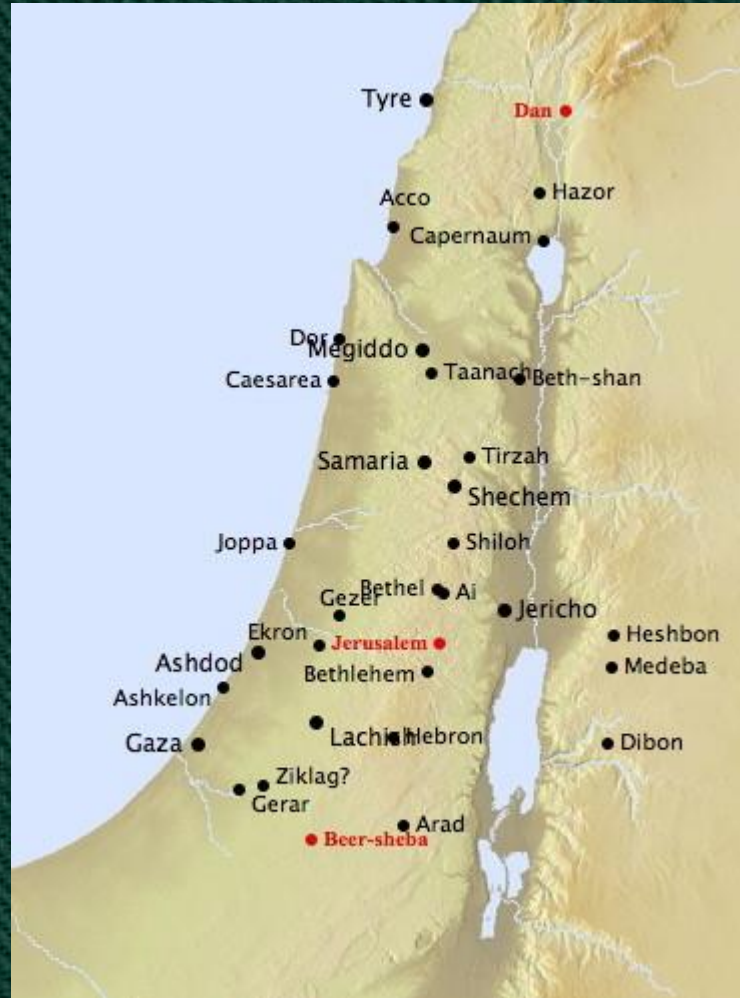 Tyre
Dan
Hazor
Acco
Capernaum
Dor
Megiddo
Taanach
Beth-shan
Caesarea
Samaria
Tirzah
Shechem
Joppa
Shiloh
Bethel
Ai
Gezer
Jericho
Ekron
Jerusalem
Heshbon
Ashdod
Bethlehem
Medeba
Ashkelon
Lachish
Hebron
Gaza
Dibon
Ziklag?
Gerar
Arad
Beer-sheba